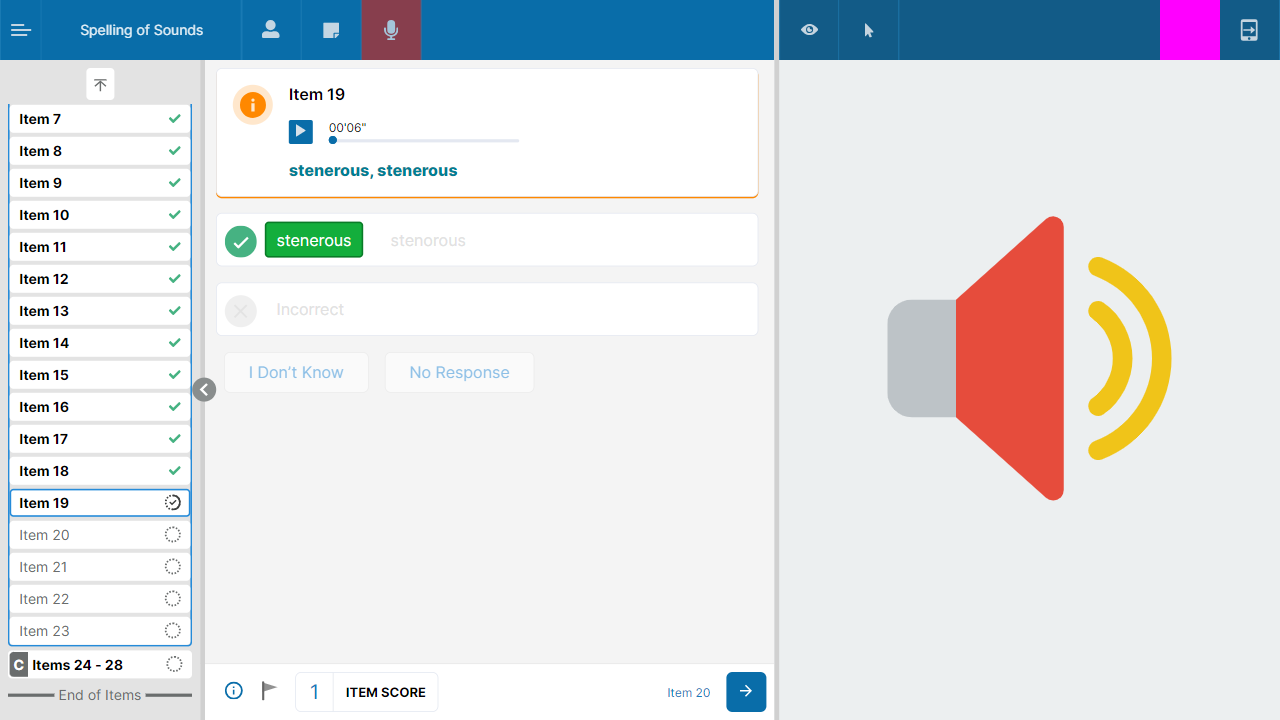 Spelling of Sounds
Item 7
Item 8
Item 9
Item 10
Item 11
Item 12
Item 13
Item 14
Item 15
Item 16
Item 17
Item 18
Item 19
Item 20
Item 21
Item 22
Item 23
C Items 24 - 28
End of Items
Item 19
00'06"
stenerous, stenerous
stenerous stenorous
Incorrect
I Don’t Know No Response
1 ITEM SCORE
Item 20